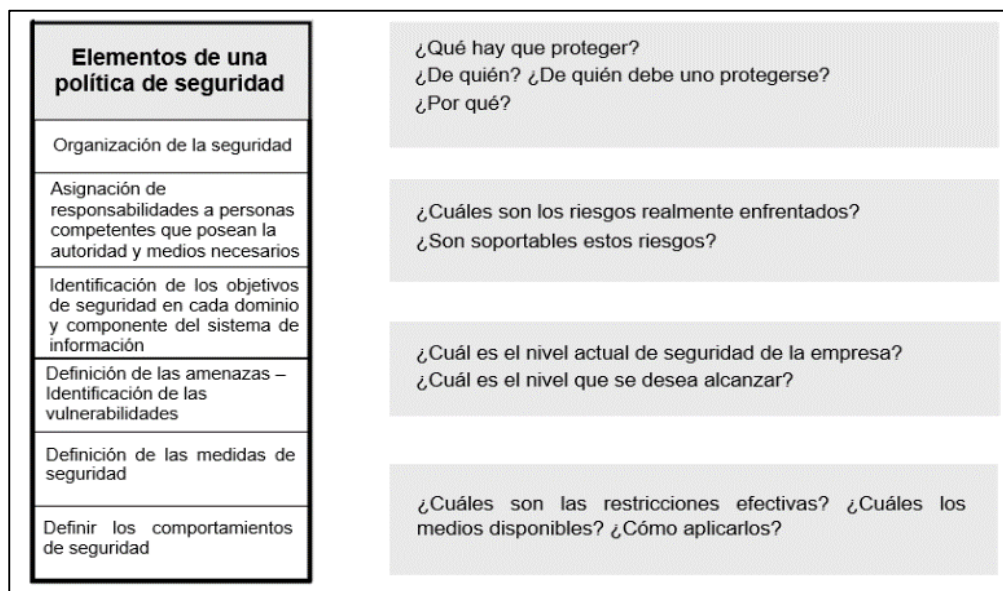 Elementos de una
política de seguridad
Organización de la seguridad
Asignación de
responsabilidades a personas
competentes que posean la
autoridad y medios necesarios
Identificación de los objetivos
de seguridad en cada dominio
y componente del sistema de
información
Definición de las amenazas –
Identificación de las
vulnerabilidades
Definición de las medidas de
seguridad
Definir los comportamientos
de seguridad
¿Qué hay que proteger?
¿De quién? ¿De quién debe uno protegerse?
¿Por qué?
¿Cuáles son los riesgos realmente enfrentados?
¿Son soportables estos riesgos?
¿Cuál es el nivel actual de seguridad de la empresa?
¿Cuál es el nivel que se desea alcanzar?
¿Cuáles son las restricciones efectivas? ¿Cuáles los
medios disponibles? ¿Cómo aplicarlos?